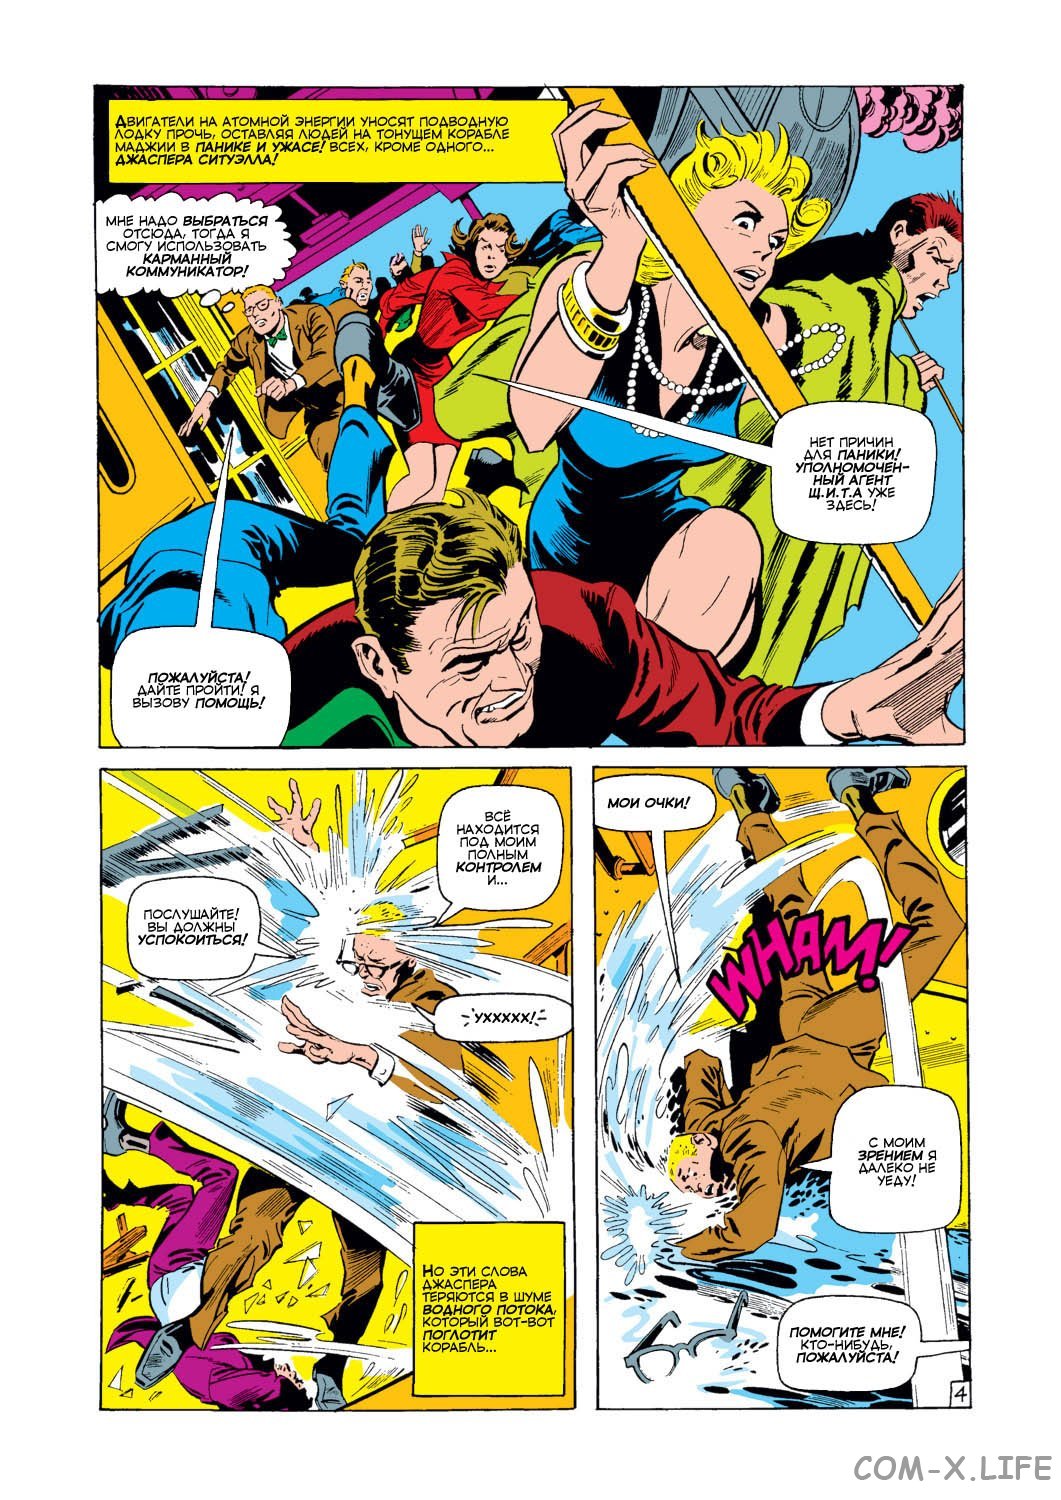 Двигатели на атомной энергии уносят подводную
лодку прочь, оставляя людей на тонущем корабле
Маджии в панике и ужасе! Всех, кроме одного...
Джаспера Ситуэлла!
Мне надо выбраться
отсюда, тогда я
смогу использовать
карманный
коммуникатор!
Нет причин
для паники!
Уполномочен-
ный агент
Щ.И.Т.а уже
здесь!
Пожалуйста!
Дайте пройти! Я
вызову помощь!
Всё
находится
под моим
полным
контролем
и...
Послушайте!
Вы должны
успокоиться!
Уххххх!
Но эти слова
Джаспера
теряются в шуме
водного потока,
который вот-вот
поглотит
корабль...
Мои очки!
WHAM!
С моим
зрением я
далеко не
уеду!
Помогите мне!
Кто-нибудь,
пожалуйста!
4
COM-X.LIFE